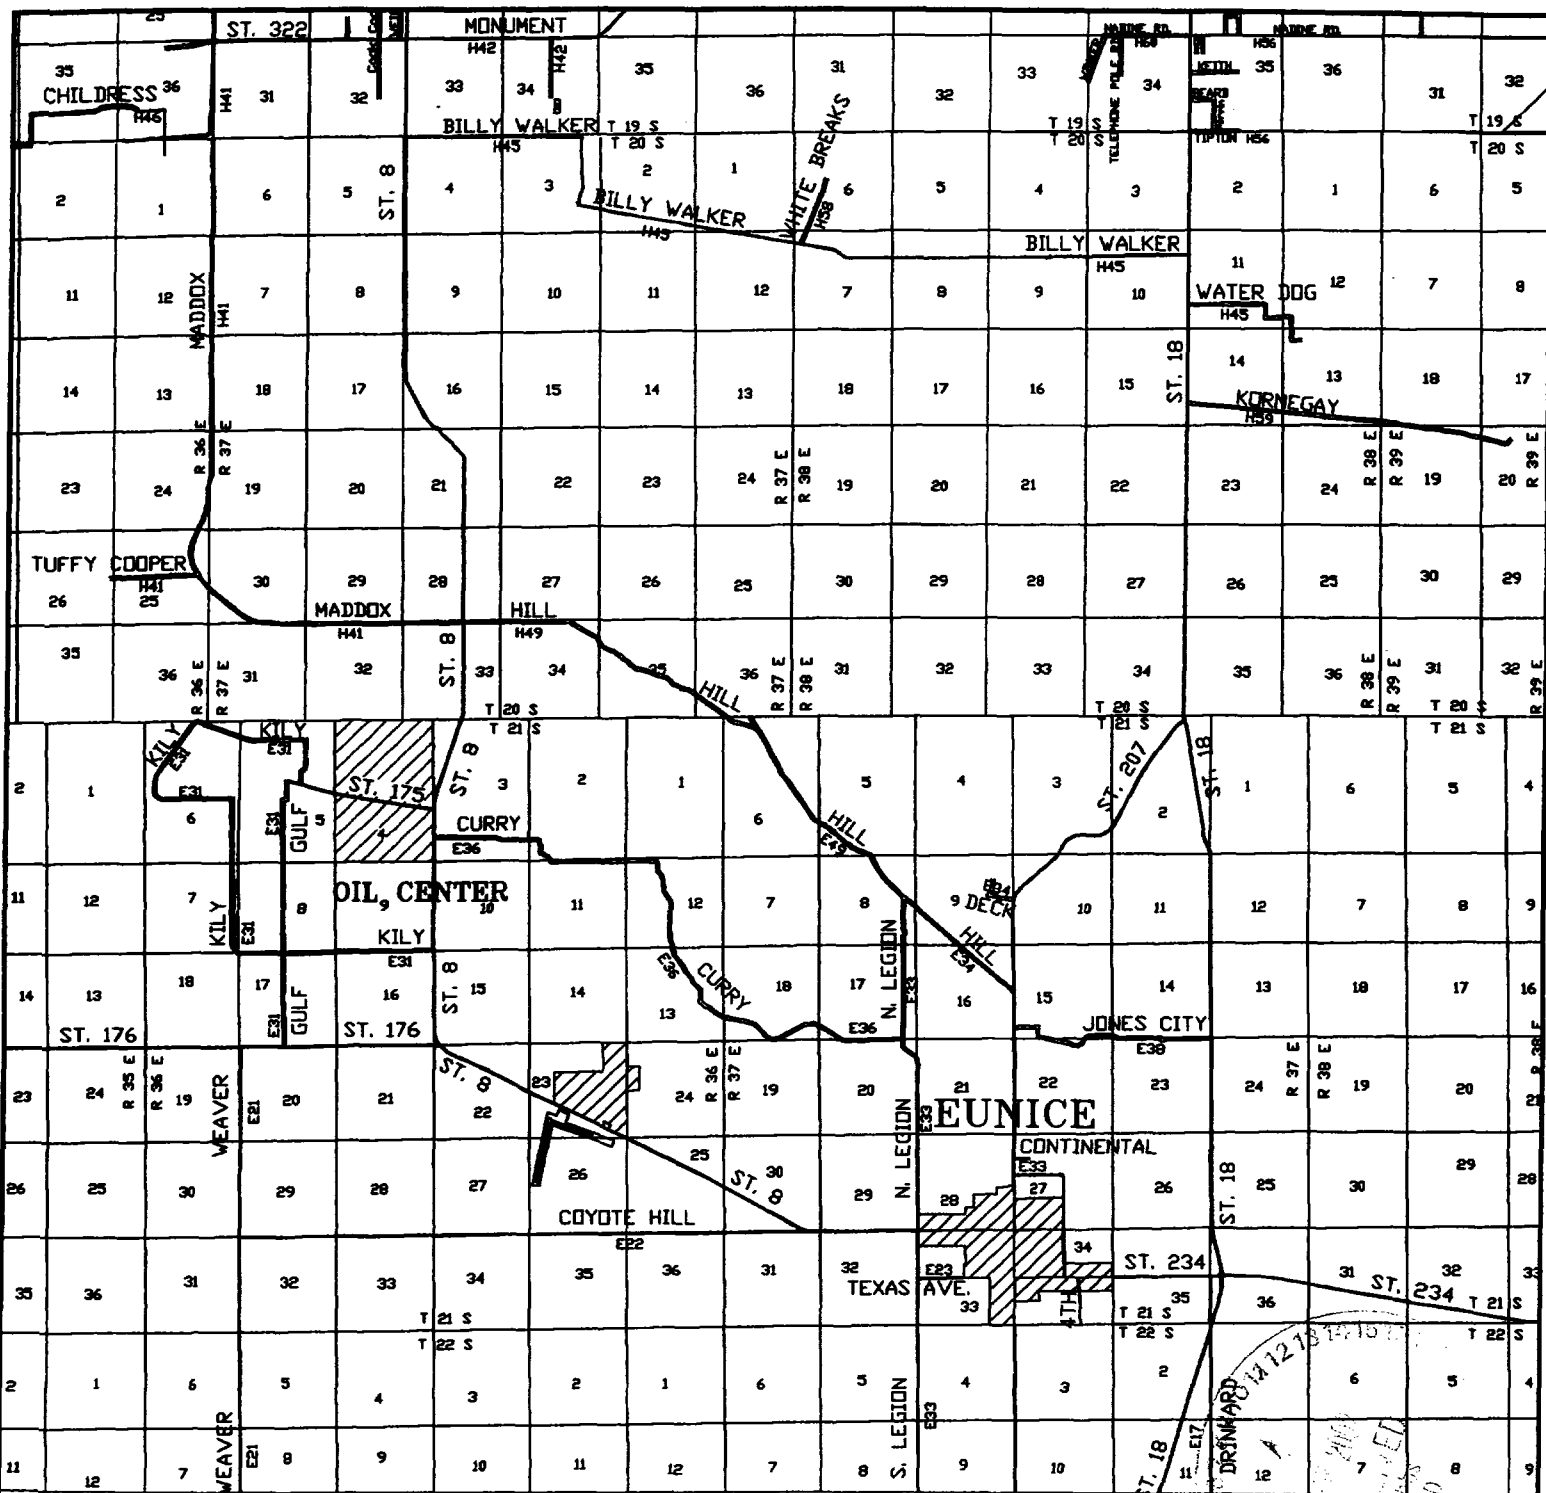 25 ST. 322 MONUMENT NADINE RD. NADINE RD.
H42 H42 H60 H56
35 36 31 32 33 34 35 36 31 32 33 34 35 36 31 32
CHILDRESS H46 H41 TELEPHONE POLE RD KEITH
BEARD
BILLY WALKER T 19 S T 19 S TIPTON H56 T 19 S
H45 T 20 S T 20 S T 20 S
2 1 6 5 ST. 8 4 3 2 1 6 5 4 3 2 1 6 5
WHITE BREAKS H58
BILLY WALKER
H45
BILLY WALKER
H45
11 12 7 8 9 10 11 12 7 8 9 10 11 12 7 8
MADDOX H41
WATER DOG
H45
14 13 18 17 16 15 14 13 18 17 16 15 ST. 18 14 13 18 17
KORNEGAY
H59
R 36 E R 37 E R 37 E R 38 E R 38 E R 39 E R 39 E
23 24 19 20 21 22 23 24 19 20 21 22 23 24 19 20
TUFFY COOPER
H41
26 25 30 29 28 27 26 25 30 29 28 27 26 25 30 29
MADDOX HILL
H41 H49
35 36 31 32 ST. 8 33 34 35 36 31 32 33 34 35 36 31 32
R 36 E R 37 E HILL R 37 E R 38 E R 38 E R 39 E R 39 E
T 20 S T 20 S T 20 S
T 21 S T 21 S T 21 S
KILY E31 KILY E31 ST. 8 ST. 207 ST. 18
2 1 E31 6 5 ST. 175 4 3 2 1 6 5 4 3 2 1 6 5 4
E31 GULF CURRY HILL
E36 E49
OIL CENTER
11 12 7 8 9 10 11 12 7 8 9 DECK 10 11 12 7 8 9
KILY E31 KILY E31 N. LEGION E33 HILL E34
14 13 18 17 16 ST. 8 15 14 13 E36 CURRY 18 17 16 15 14 13 18 17 16
E31 GULF E36
ST. 176 ST. 176 JONES CITY
E38
R 35 E R 36 E ST. 8 R 36 E R 37 E R 37 E R 38 E R 38 E
23 24 19 20 21 22 23 24 19 20 21 22 23 24 19 20 21
WEAVER E21 N. LEGION E33 EUNICE
CONTINENTAL
E33
26 25 30 29 28 27 26 25 30 29 28 27 26 25 30 29 28
ST. 8 ST. 18
COYOTE HILL
E22
35 36 31 32 33 34 35 36 31 32 33 34 35 36 31 32 33
E23 ST. 234 ST. 234
TEXAS AVE. 4TH
T 21 S T 21 S T 21 S
T 22 S T 22 S T 22 S
2 1 6 5 4 3 2 1 6 5 4 3 2 1 6 5 4
WEAVER E21 S. LEGION E33 ST. 18 E17 DRINKARD
11 12 7 8 9 10 11 12 7 8 9 10 11 12 7 8 9